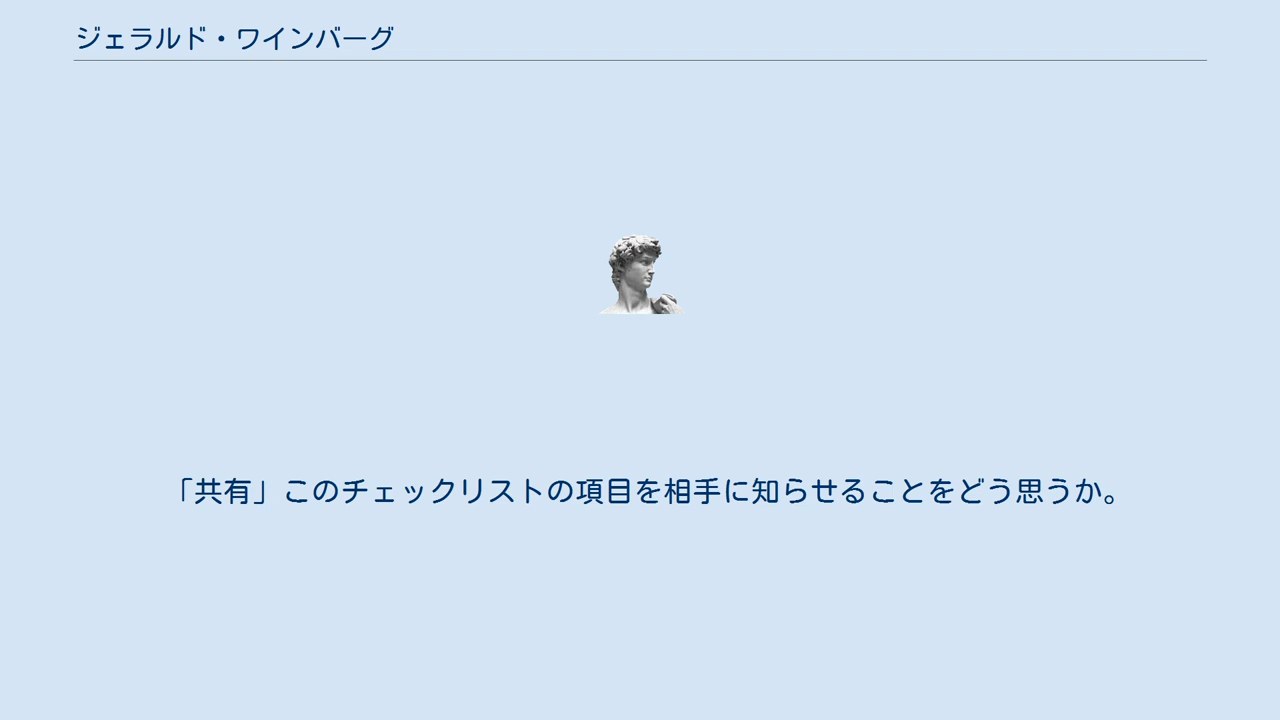 ジェラルド・ワインバーグ
「共有」このチェックリストの項目を相手に知らせることをどう思うか。